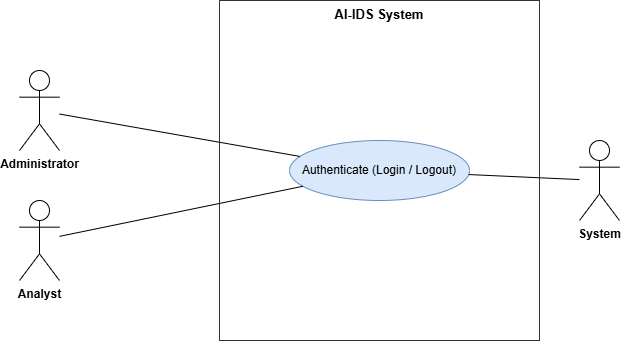 AI-IDS System
Administrator
Authenticate (Login / Logout)
System
Analyst